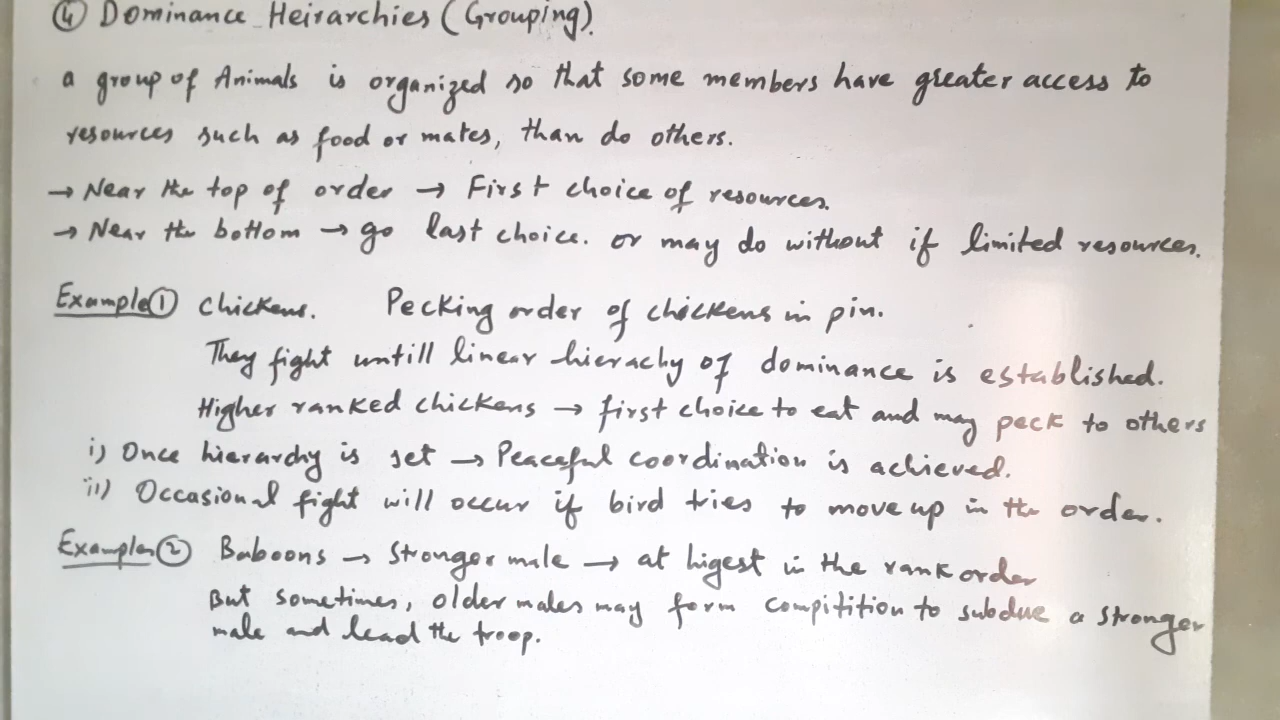 ④ Dominance Heirarchies (Grouping).
a group of Animals is organized so that some members have greater access to
resources such as food or mates, than do others.
→ Near the top of order → First choice of resources.
→ Near the bottom → go last choice. or may do without if limited resources.
Example① Chickens. Pecking order of chickens in pin.
They fight untill linear hierachy of dominance is established.
Higher ranked chickens → first choice to eat and may peck to others
i) Once hierarchy is set → Peaceful coordination is achieved.
ii) Occasional fight will occur if bird tries to move up in the order.
Example② Baboons → Stronger male → at higest in the rank order
But sometimes, older males may form compitition to subdue a stronger
male and lead the troop.